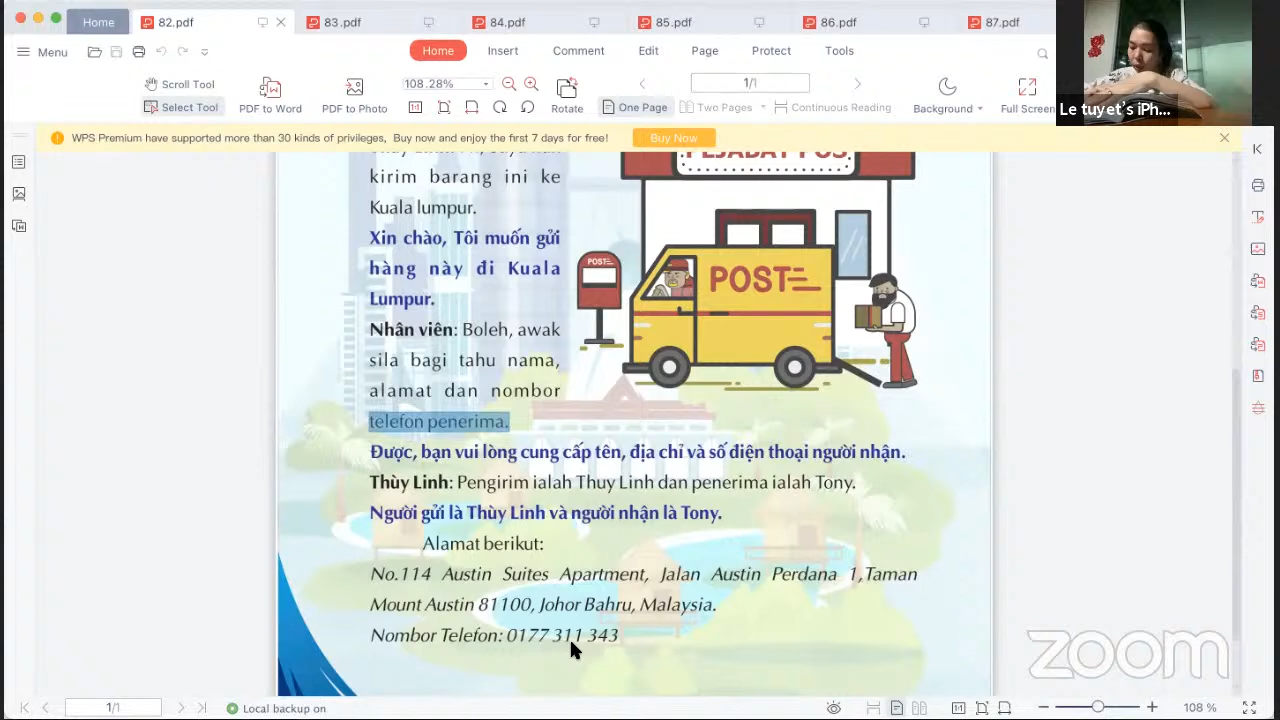 Home
82.pdf
83.pdf
84.pdf
85.pdf
86.pdf
87.pdf
Menu
Home
Insert
Comment
Edit
Page
Protect
Tools
Scroll Tool
Select Tool
PDF to Word
PDF to Photo
108.28%
Rotate
1/1
One Page
Two Pages
Continuous Reading
Background
Full Screen
Le tuyet's iPh...
WPS Premium have supported more than 30 kinds of privileges, Buy now and enjoy the first 7 days for free!
Buy Now
PEJABAT POS
kirim barang ini ke
Kuala lumpur.
Xin chào, Tôi muốn gửi
hàng này đi Kuala
Lumpur.
POST
POST
Nhân viên: Boleh, awak
sila bagi tahu nama,
alamat dan nombor
telefon penerima.
Được, bạn vui lòng cung cấp tên, địa chỉ và số điện thoại người nhận.
Thùy Linh: Pengirim ialah Thuy Linh dan penerima ialah Tony.
Người gửi là Thùy Linh và người nhận là Tony.
Alamat berikut:
No.114 Austin Suites Apartment, Jalan Austin Perdana 1,Taman
Mount Austin 81100, Johor Bahru, Malaysia.
Nombor Telefon: 0177 311 343
zoom
1/1
Local backup on
108 %